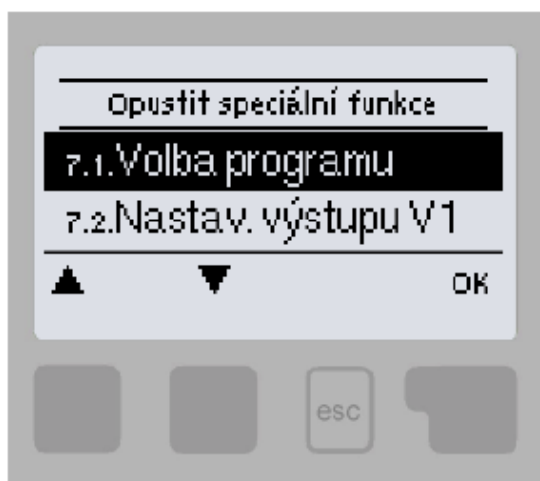 Opustit speciální funkce
7.1.Volba programu
7.2.Nastav. výstupu V1
OK
esc